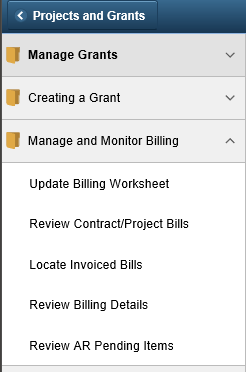 Projects and Grants
Manage Grants
Creating a Grant
Manage and Monitor Billing
Update Billing Worksheet
Review Contract/Project Bills
Locate Invoiced Bills
Review Billing Details
Review AR Pending Items